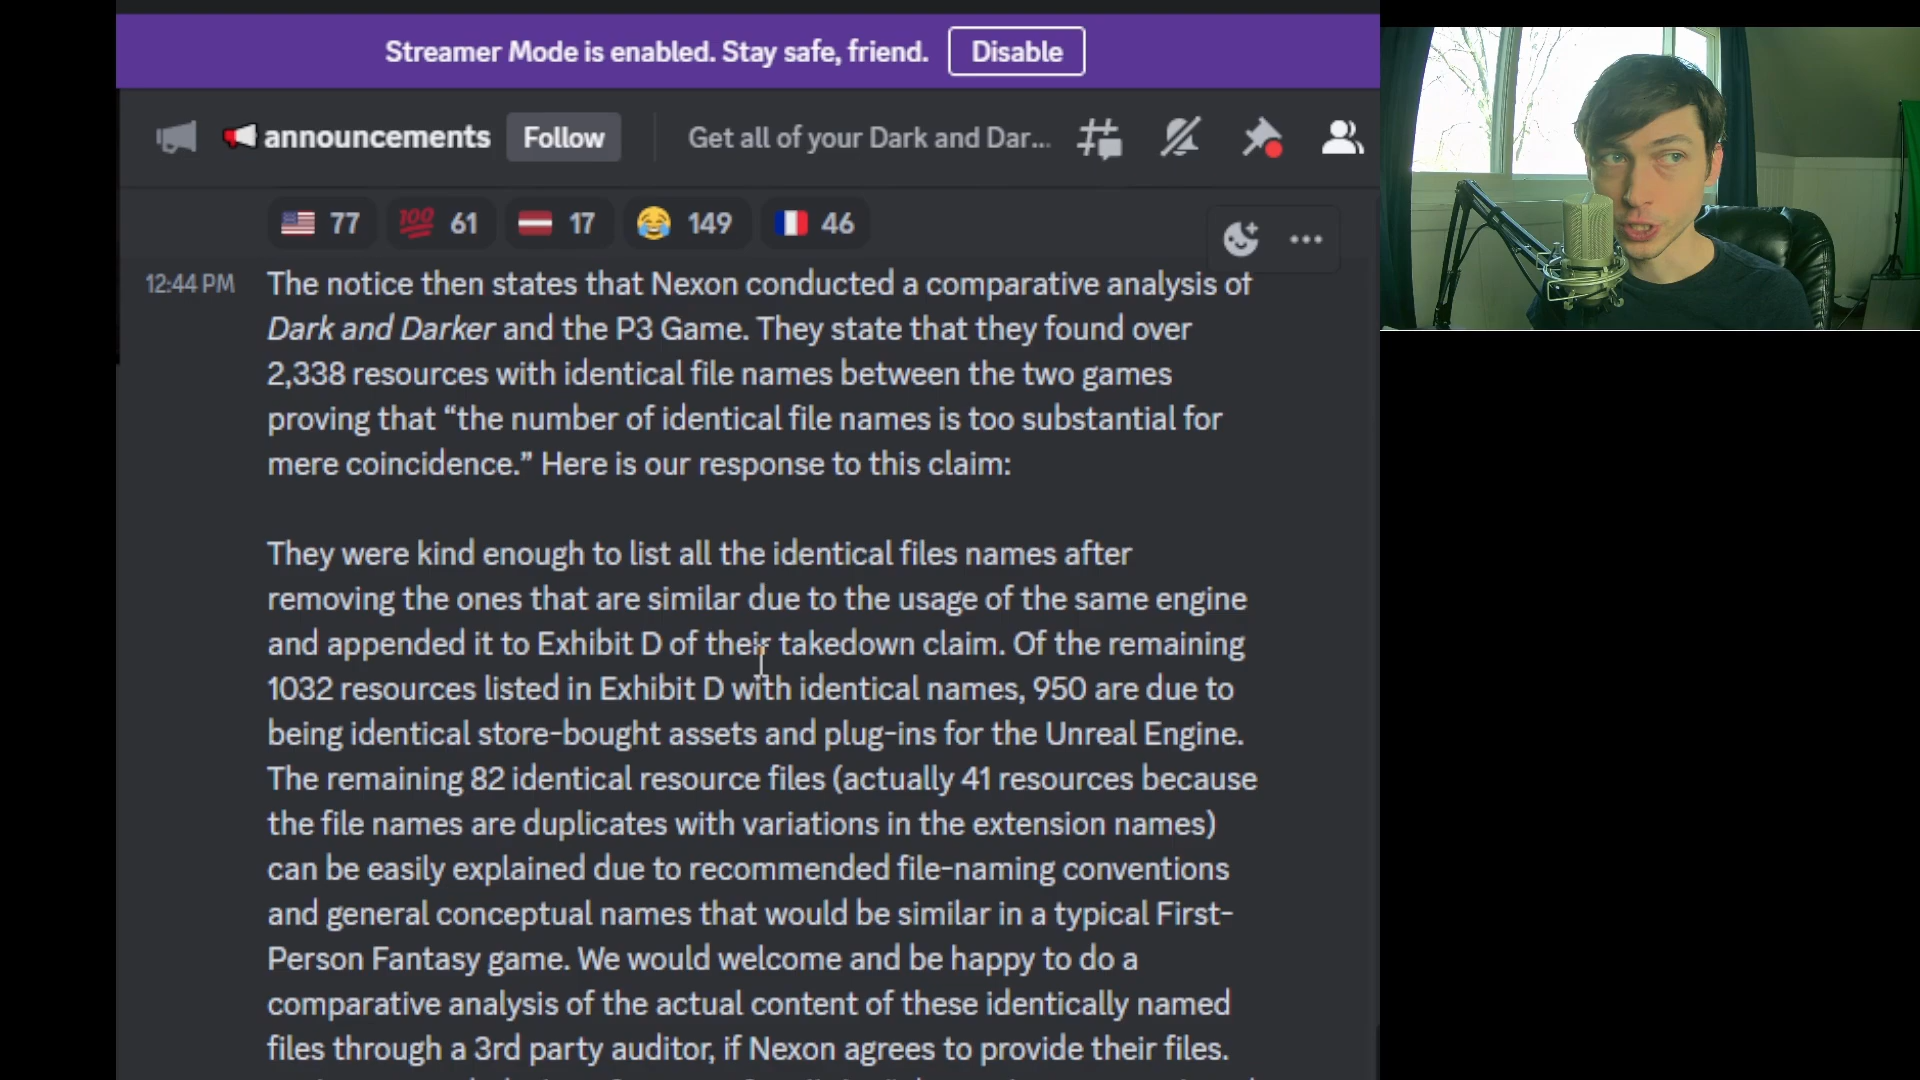 Streamer Mode is enabled. Stay safe, friend. Disable
announcements Follow Get all of your Dark and Dar...
77 100 61 17 149 46
12:44 PM The notice then states that Nexon conducted a comparative analysis of
Dark and Darker and the P3 Game. They state that they found over
2,338 resources with identical file names between the two games
proving that “the number of identical file names is too substantial for
mere coincidence.” Here is our response to this claim:
They were kind enough to list all the identical files names after
removing the ones that are similar due to the usage of the same engine
and appended it to Exhibit D of their takedown claim. Of the remaining
1032 resources listed in Exhibit D with identical names, 950 are due to
being identical store-bought assets and plug-ins for the Unreal Engine.
The remaining 82 identical resource files (actually 41 resources because
the file names are duplicates with variations in the extension names)
can be easily explained due to recommended file-naming conventions
and general conceptual names that would be similar in a typical First-
Person Fantasy game. We would welcome and be happy to do a
comparative analysis of the actual content of these identically named
files through a 3rd party auditor, if Nexon agrees to provide their files.